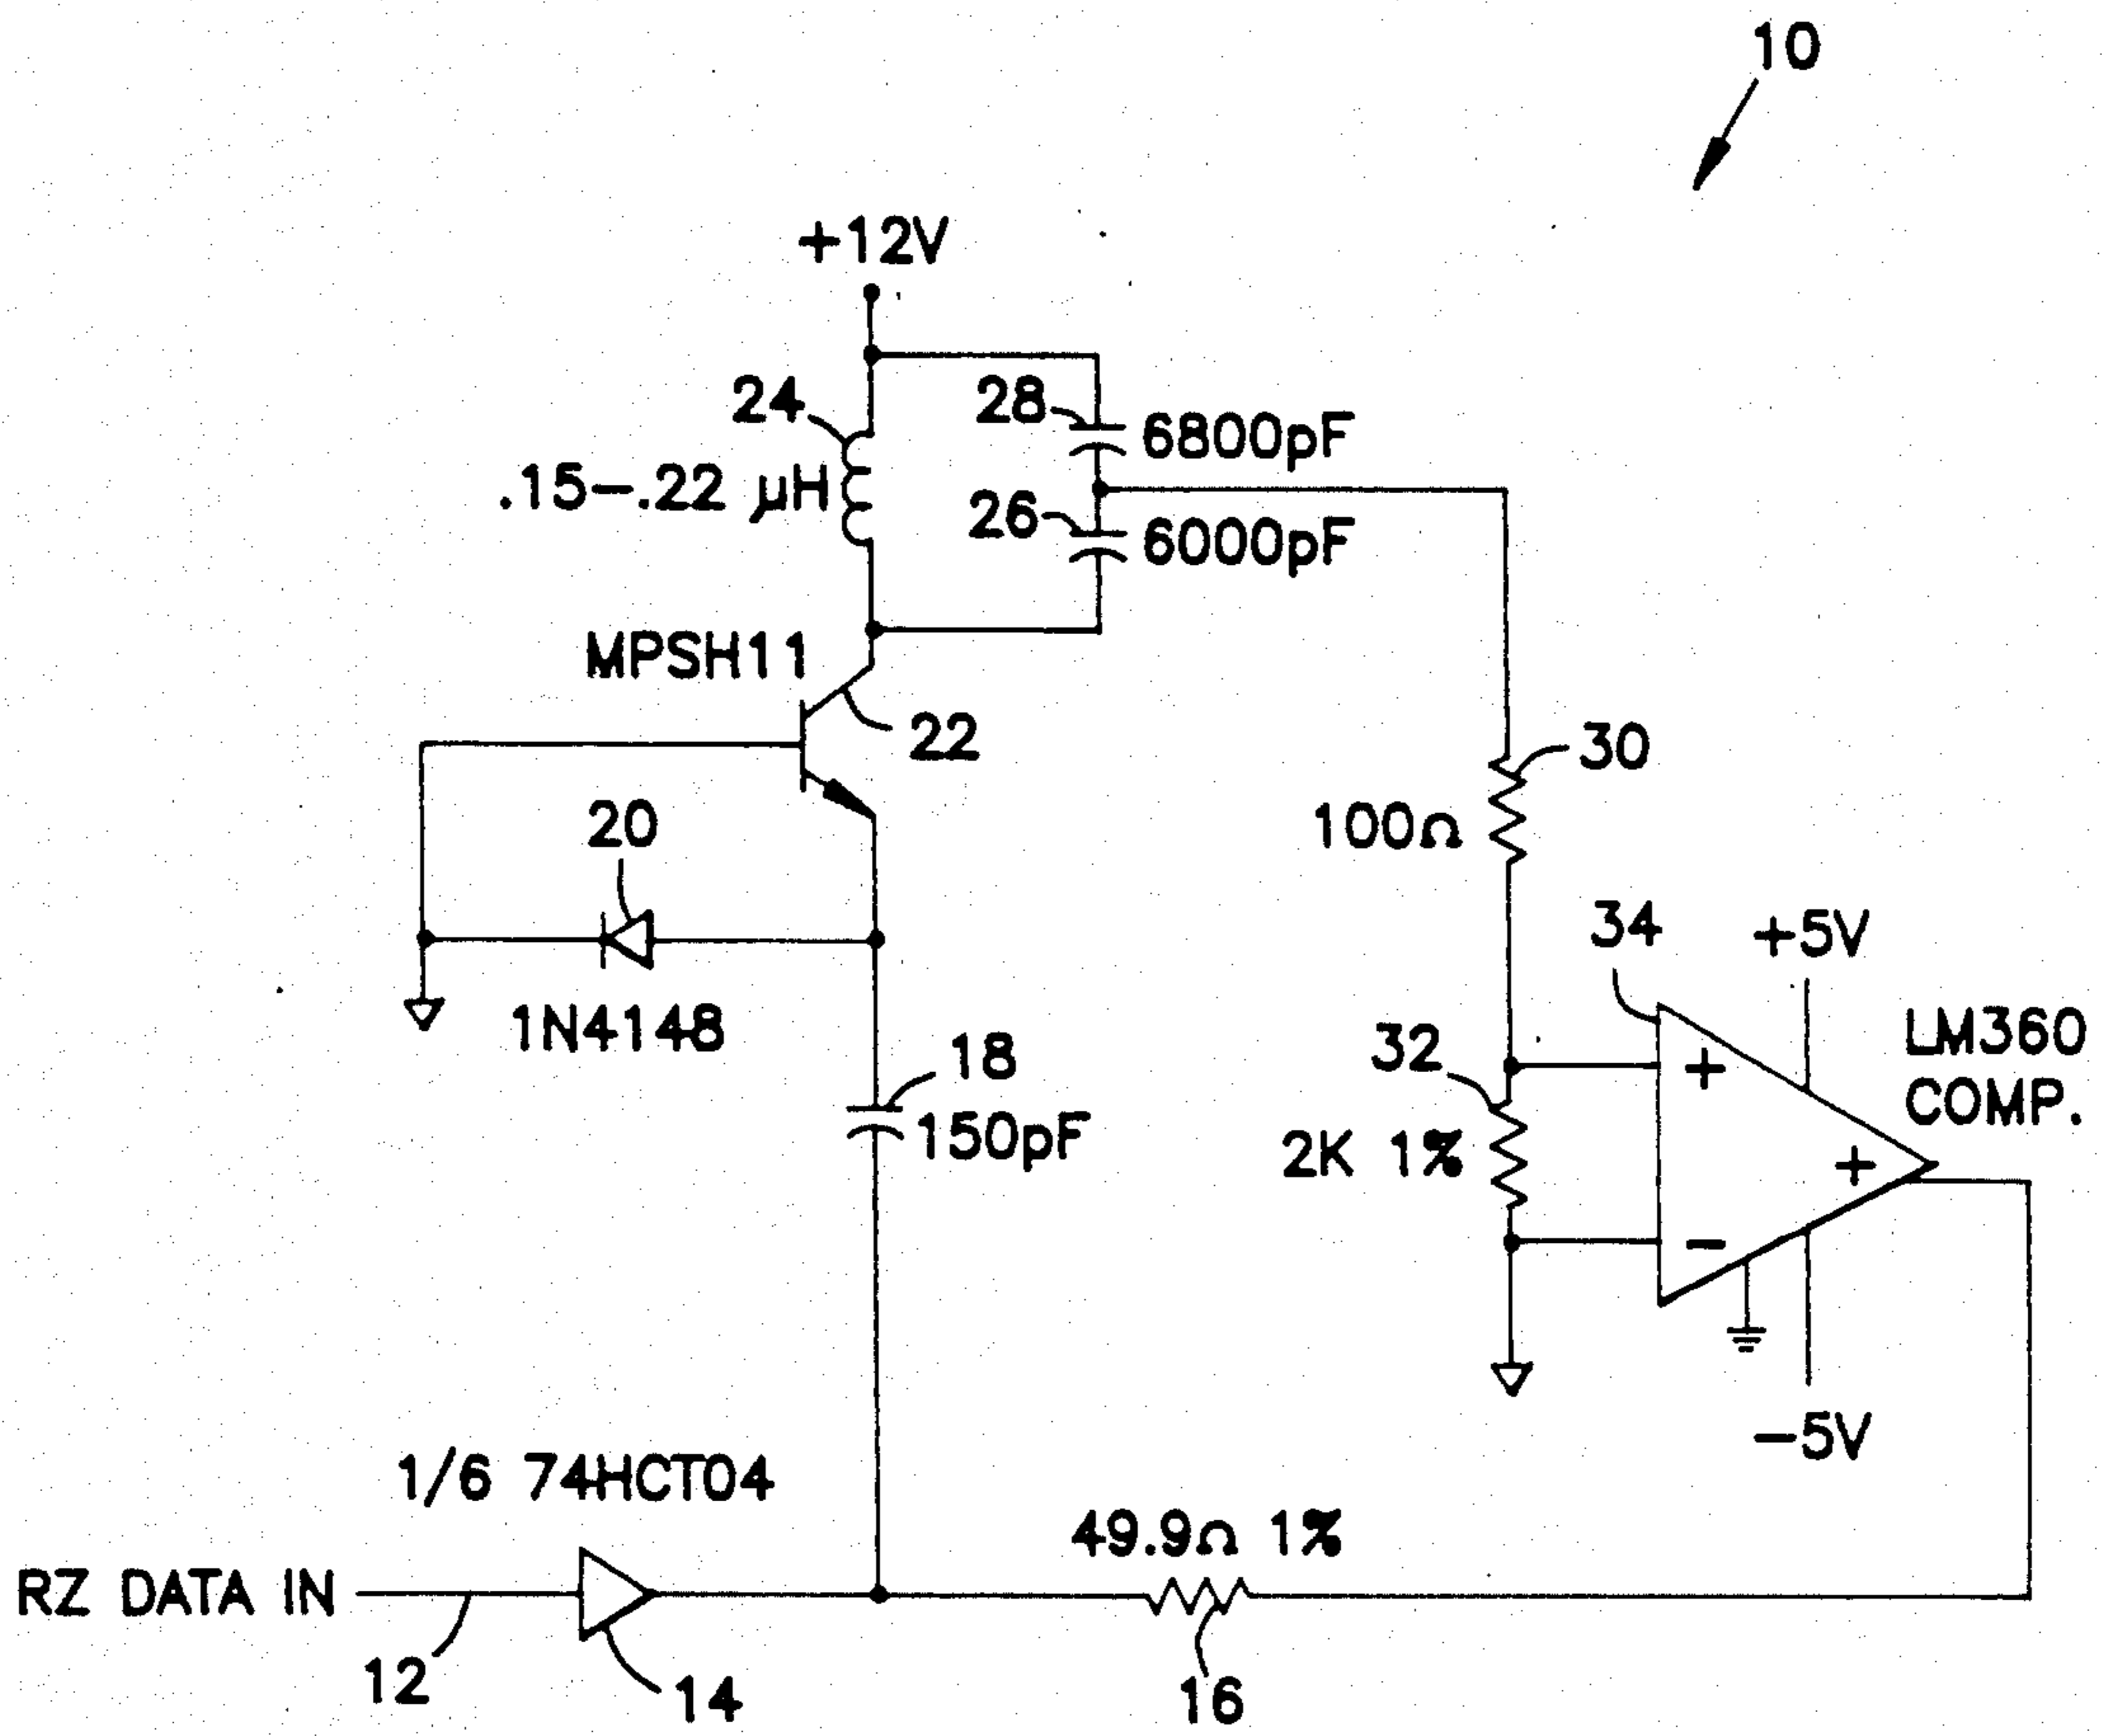 10
+12V
24
.15-.22 μH
28
6800pF
26
6000pF
MPSH11
22
20
1N4148
30
100Ω
34
+5V
LM360
COMP.
32
2K 1%
+
+
-
-5V
18
150pF
1/6 74HCT04
49.9Ω 1%
RZ DATA IN
12
14
16